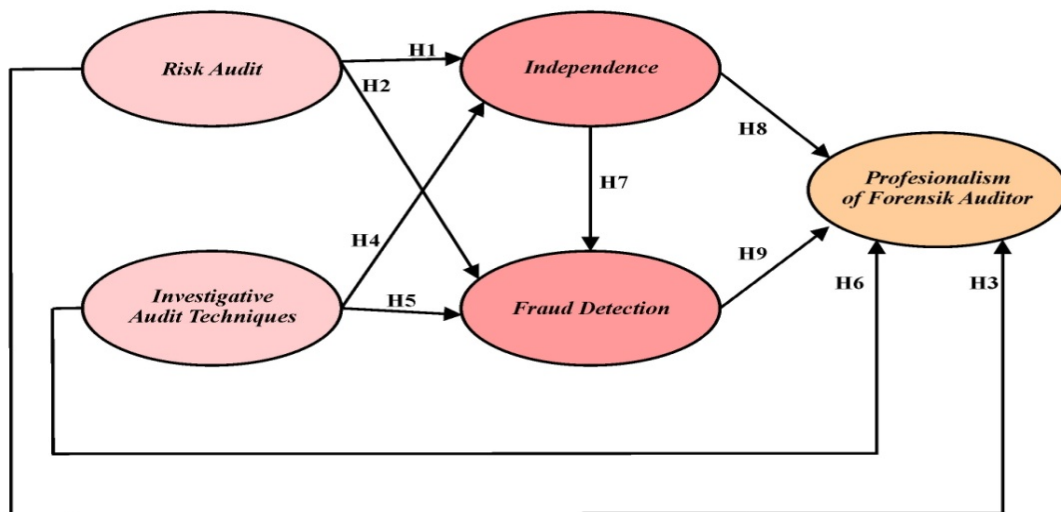 Risk Audit
H1
Independence
H2
H8
H7
Profesionalism
of Forensik Auditor
H4
H9
Investigative
Audit Techniques
H5
Fraud Detection
H6
H3